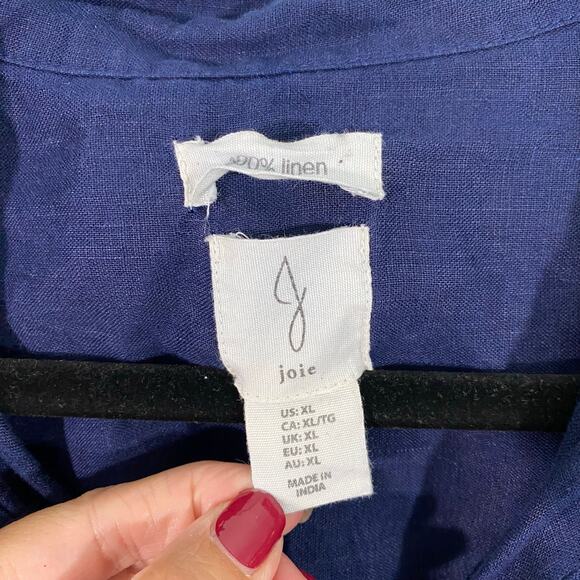 100% linen
joie
US: XL
CA: XL/TG
UK: XL
EU: XL
AU: XL
MADE IN
INDIA